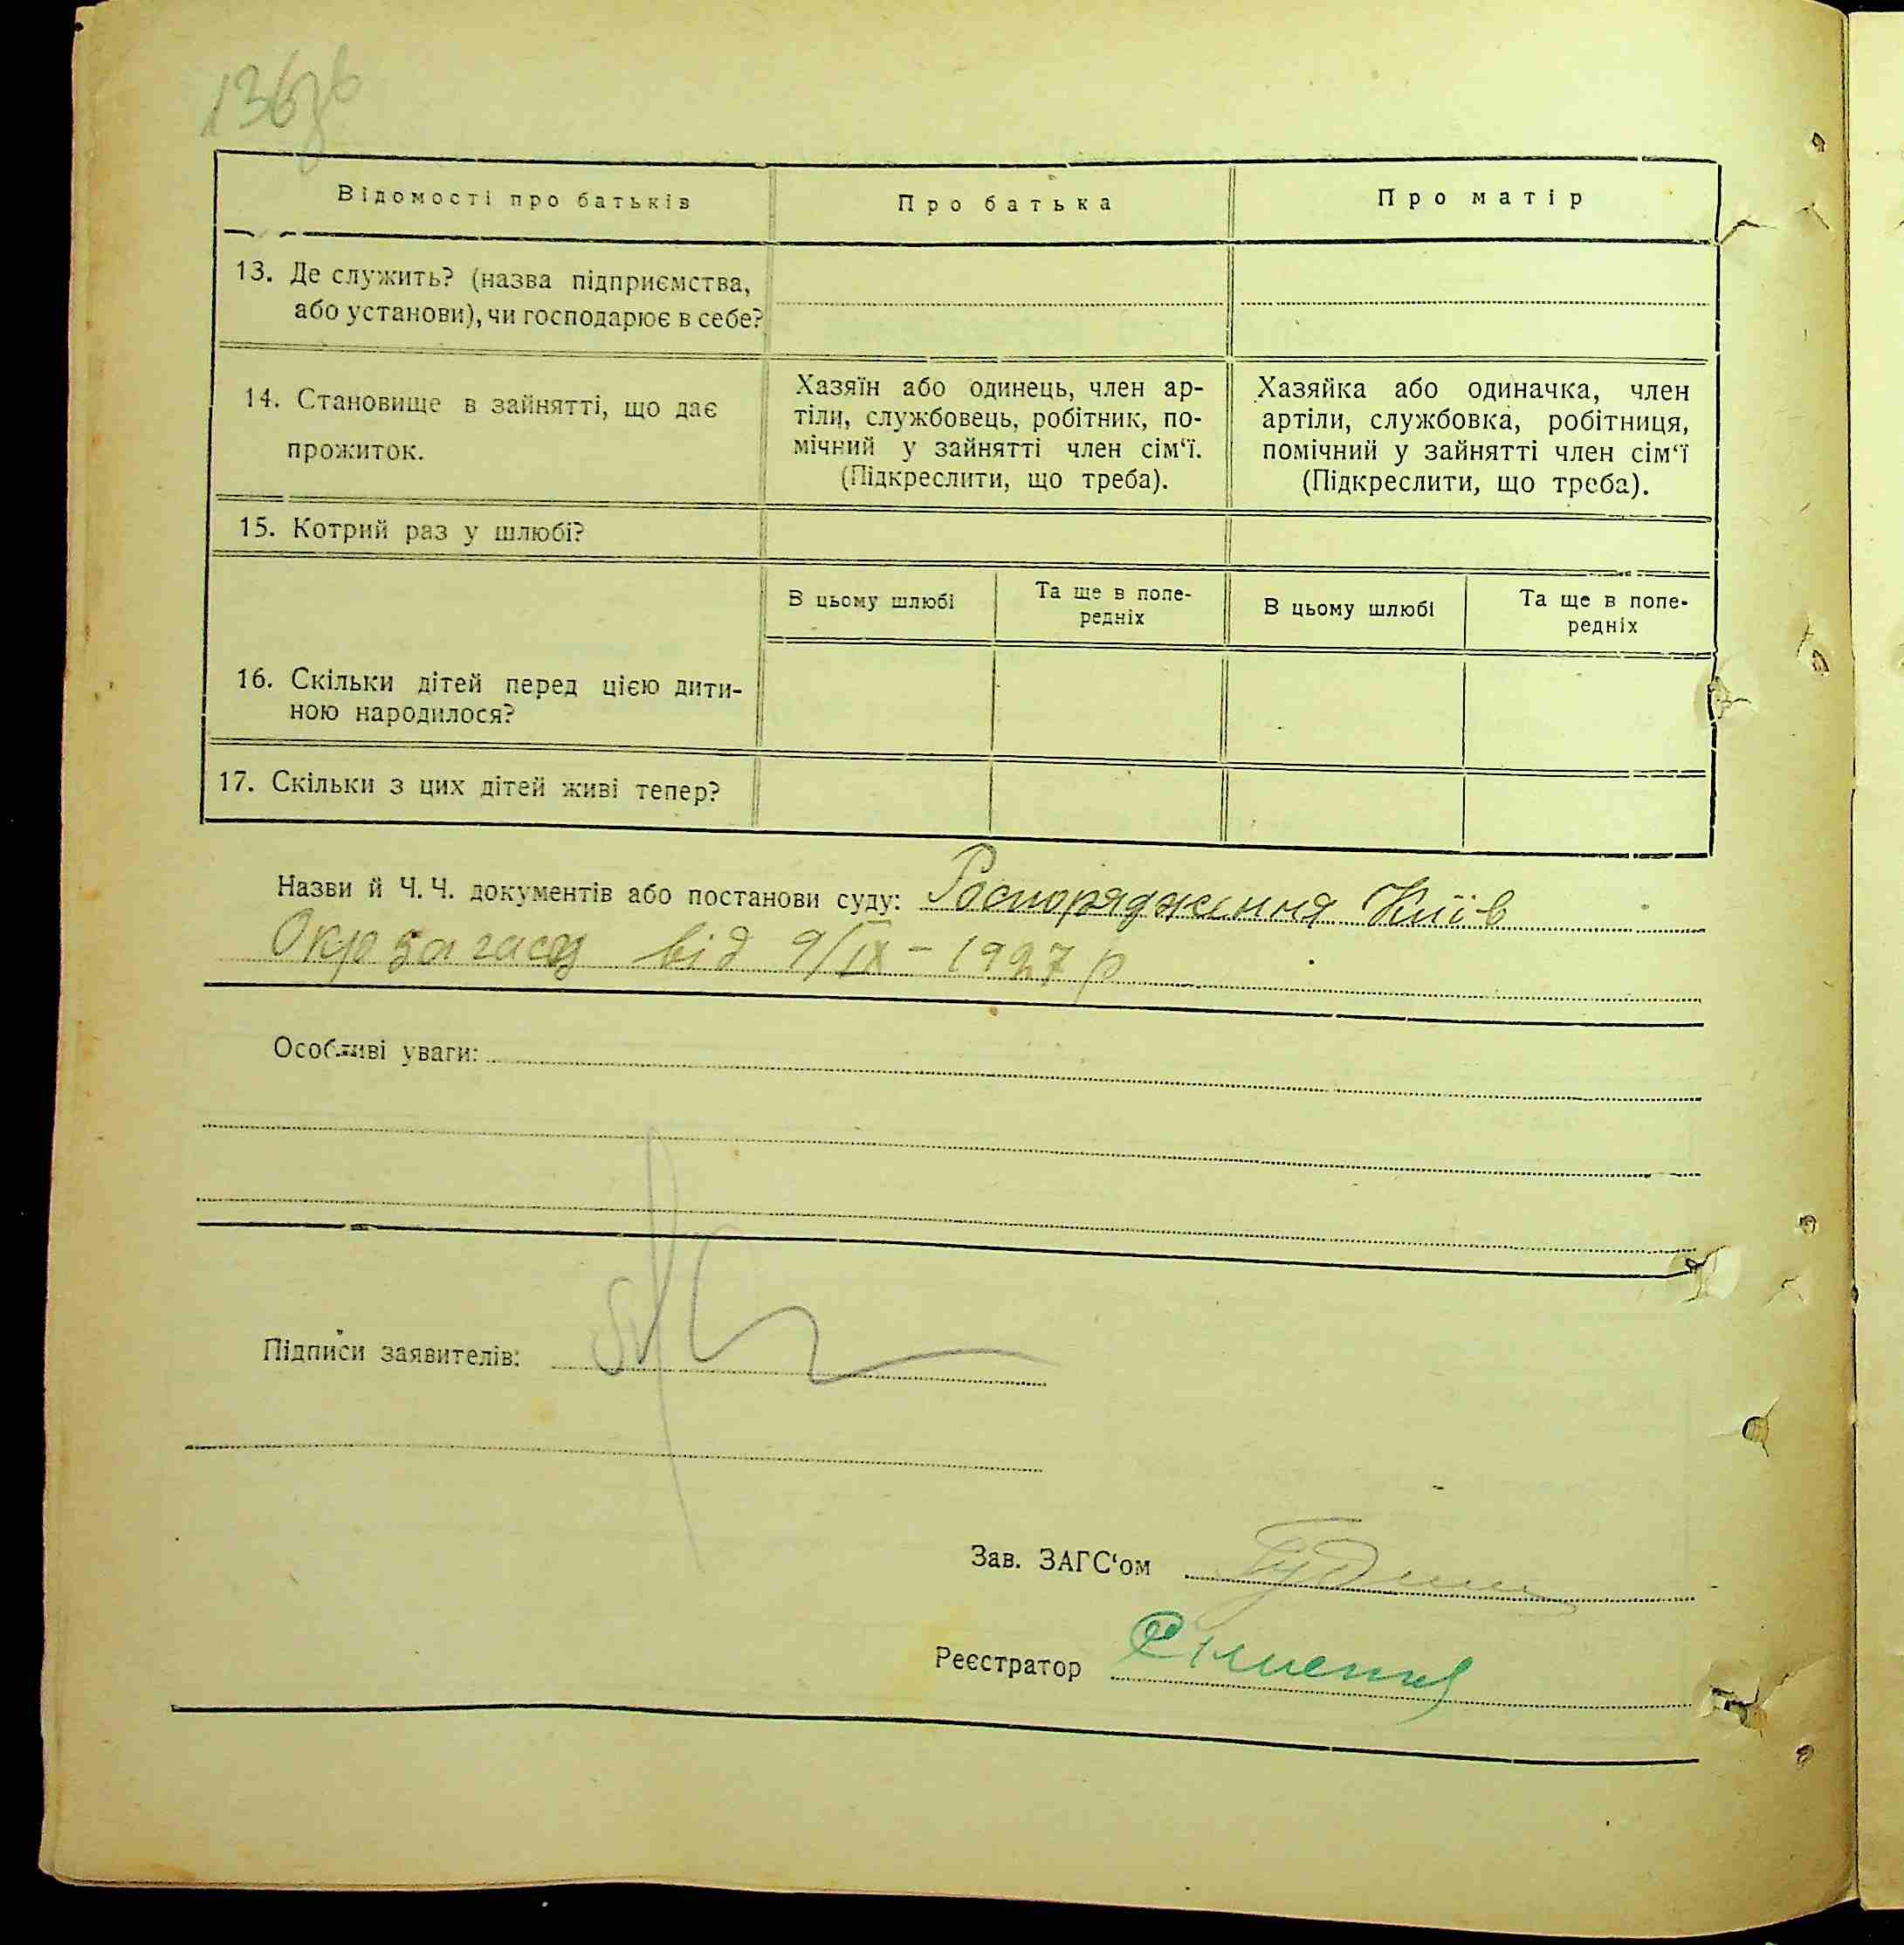 136зв
Відомості про батьків
Про батька
Про матір
13. Де служить? (назва підприємства,
або установи), чи господарює в себе?
14. Становище в зайнятті, що дає
прожиток.
Хазяїн або одинець, член ар-
тіли, службовець, робітник, по-
мічний у зайнятті член сім‘ї.
(Підкреслити, що треба).
Хазяйка або одиначка, член
артіли, службовка, робітниця,
помічний у зайнятті член сім‘ї
(Підкреслити, що треба).
15. Котрий раз у шлюбі?
В цьому шлюбі
Та ще в попе-
редніх
В цьому шлюбі
Та ще в попе-
редніх
16. Скільки дітей перед цією дити-
ною народилося?
17. Скільки з цих дітей живі тепер?
Назви й Ч. Ч. документів або постанови суду: Роспорядження Київ
Окрзагсу від 9/IX - 1927 р
Особливі уваги:
Підписи заявителів:
Зав. ЗАГС‘ом
Реєстратор